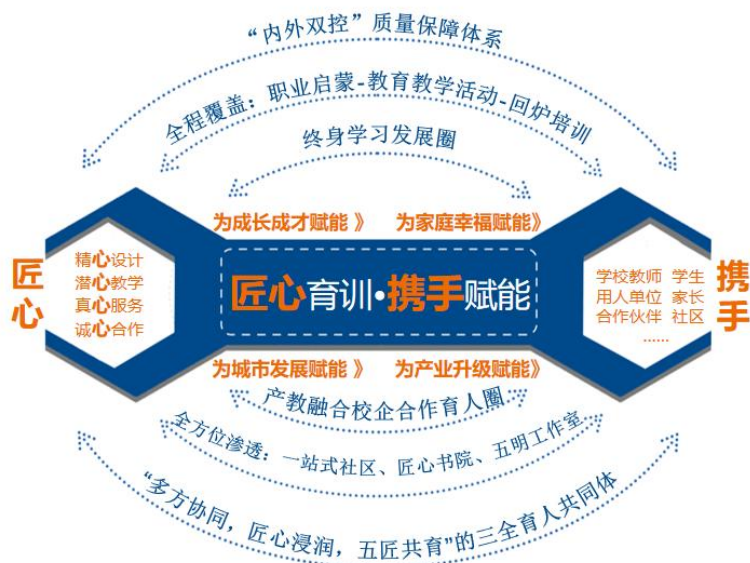 “内外双控”质量保障体系
全程覆盖：职业启蒙-教育教学活动-回炉培训
终身学习发展圈
为成长成才赋能 》 为家庭幸福赋能》
匠心
精心设计
潜心教学
真心服务
诚心合作
匠心育训·携手赋能
学校教师 学生
用人单位 家长
合作伙伴 社区
......
携手
为城市发展赋能 》 为产业升级赋能》
产教融合校企合作育人圈
全方位渗透：一站式社区、匠心书院、五明工作室
“多方协同，匠心浸润，五匠共育”的三全育人共同体